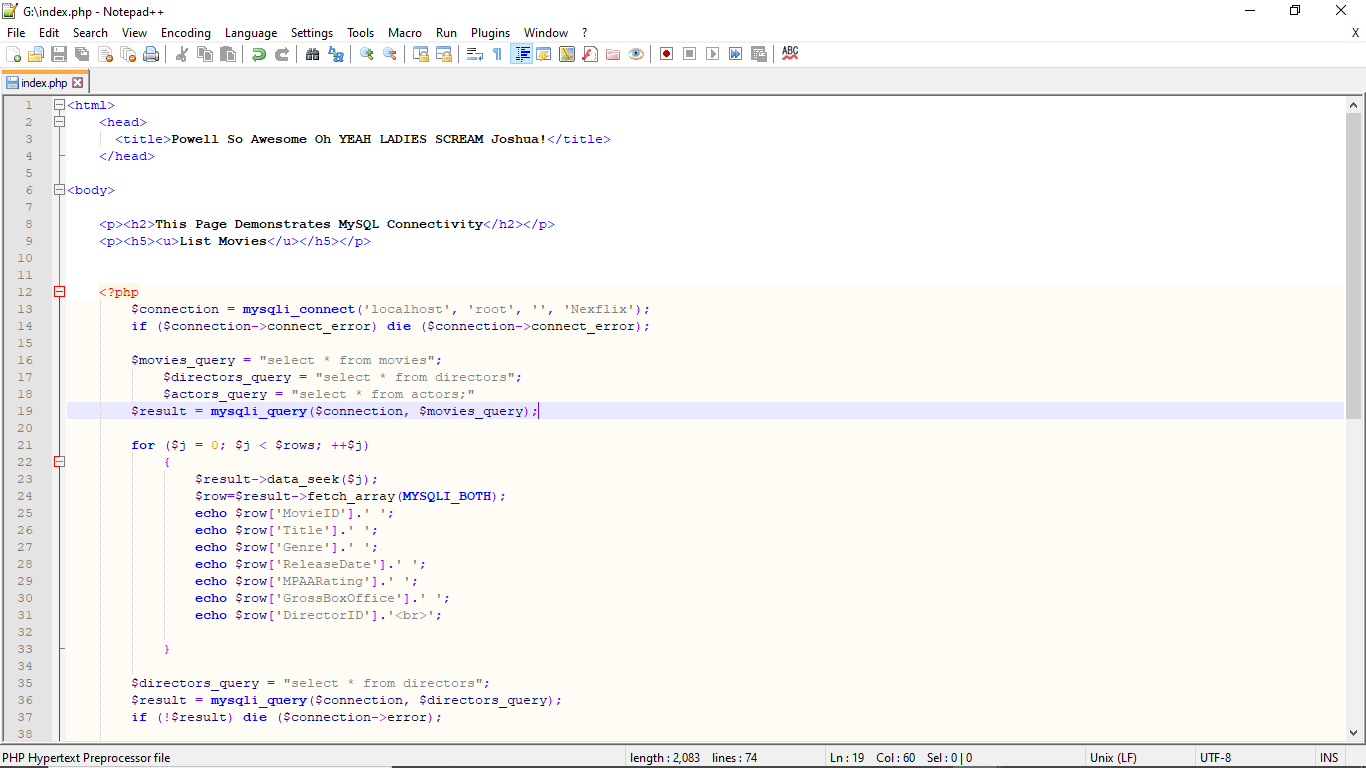 G:\index.php - Notepad++
File Edit Search View Encoding Language Settings Tools Macro Run Plugins Window ? X
ABC
index.php
1 <html>
2 <head>
3 <title>Powell So Awesome Oh YEAH LADIES SCREAM Joshua!</title>
4 </head>
5
6 <body>
7
8 <p><h2>This Page Demonstrates MySQL Connectivity</h2></p>
9 <p><h5><u>List Movies</u></h5></p>
10
11
12 <?php
13 $connection = mysqli_connect('localhost', 'root', '', 'Nexflix');
14 if ($connection->connect_error) die ($connection->connect_error);
15
16 $movies_query = "select * from movies";
17 $directors_query = "select * from directors";
18 $actors_query = "select * from actors;"
19 $result = mysqli_query($connection, $movies_query);
20
21 for ($j = 0; $j < $rows; ++$j)
22 {
23 $result->data_seek($j);
24 $row=$result->fetch_array(MYSQLI_BOTH);
25 echo $row['MovieID'].' ';
26 echo $row['Title'].' ';
27 echo $row['Genre'].' ';
28 echo $row['ReleaseDate'].' ';
29 echo $row['MPAARating'].' ';
30 echo $row['GrossBoxOffice'].' ';
31 echo $row['DirectorID'].'<br>';
32
33 }
34
35 $directors_query = "select * from directors";
36 $result = mysqli_query($connection, $directors_query);
37 if (!$result) die ($connection->error);
38
PHP Hypertext Preprocessor file length : 2,083 lines : 74 Ln : 19 Col : 60 Sel : 0 | 0 Unix (LF) UTF-8 INS